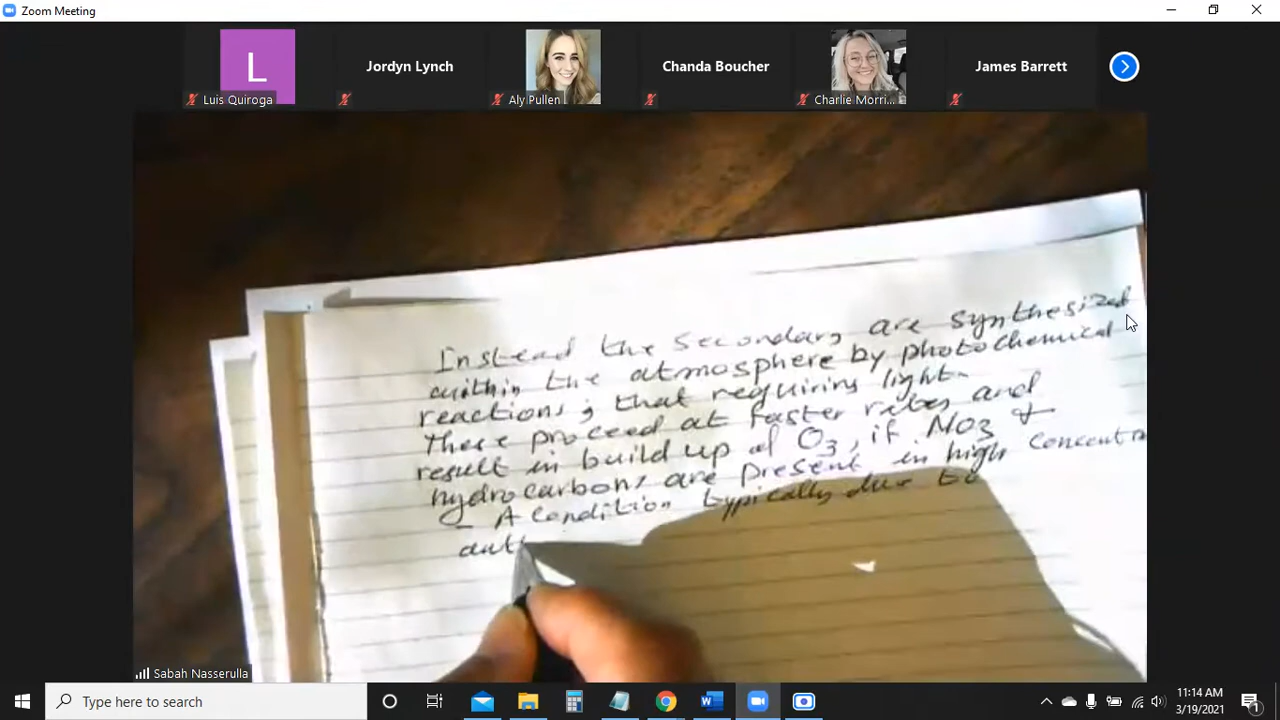 Zoom Meeting
L
Luis Quiroga
Jordyn Lynch
Aly Pullen
Chanda Boucher
Charlie Morri...
James Barrett
Instead the secondary are synthesized
within the atmosphere by photochemical
reactions; that requiring light.
These proceed at faster rates and
result in build up of O3, if NO3 &
hydrocarbons are present in high concentra
- A condition typically due to
aut
Sabah Nasserulla
Type here to search
W
11:14 AM
3/19/2021
1